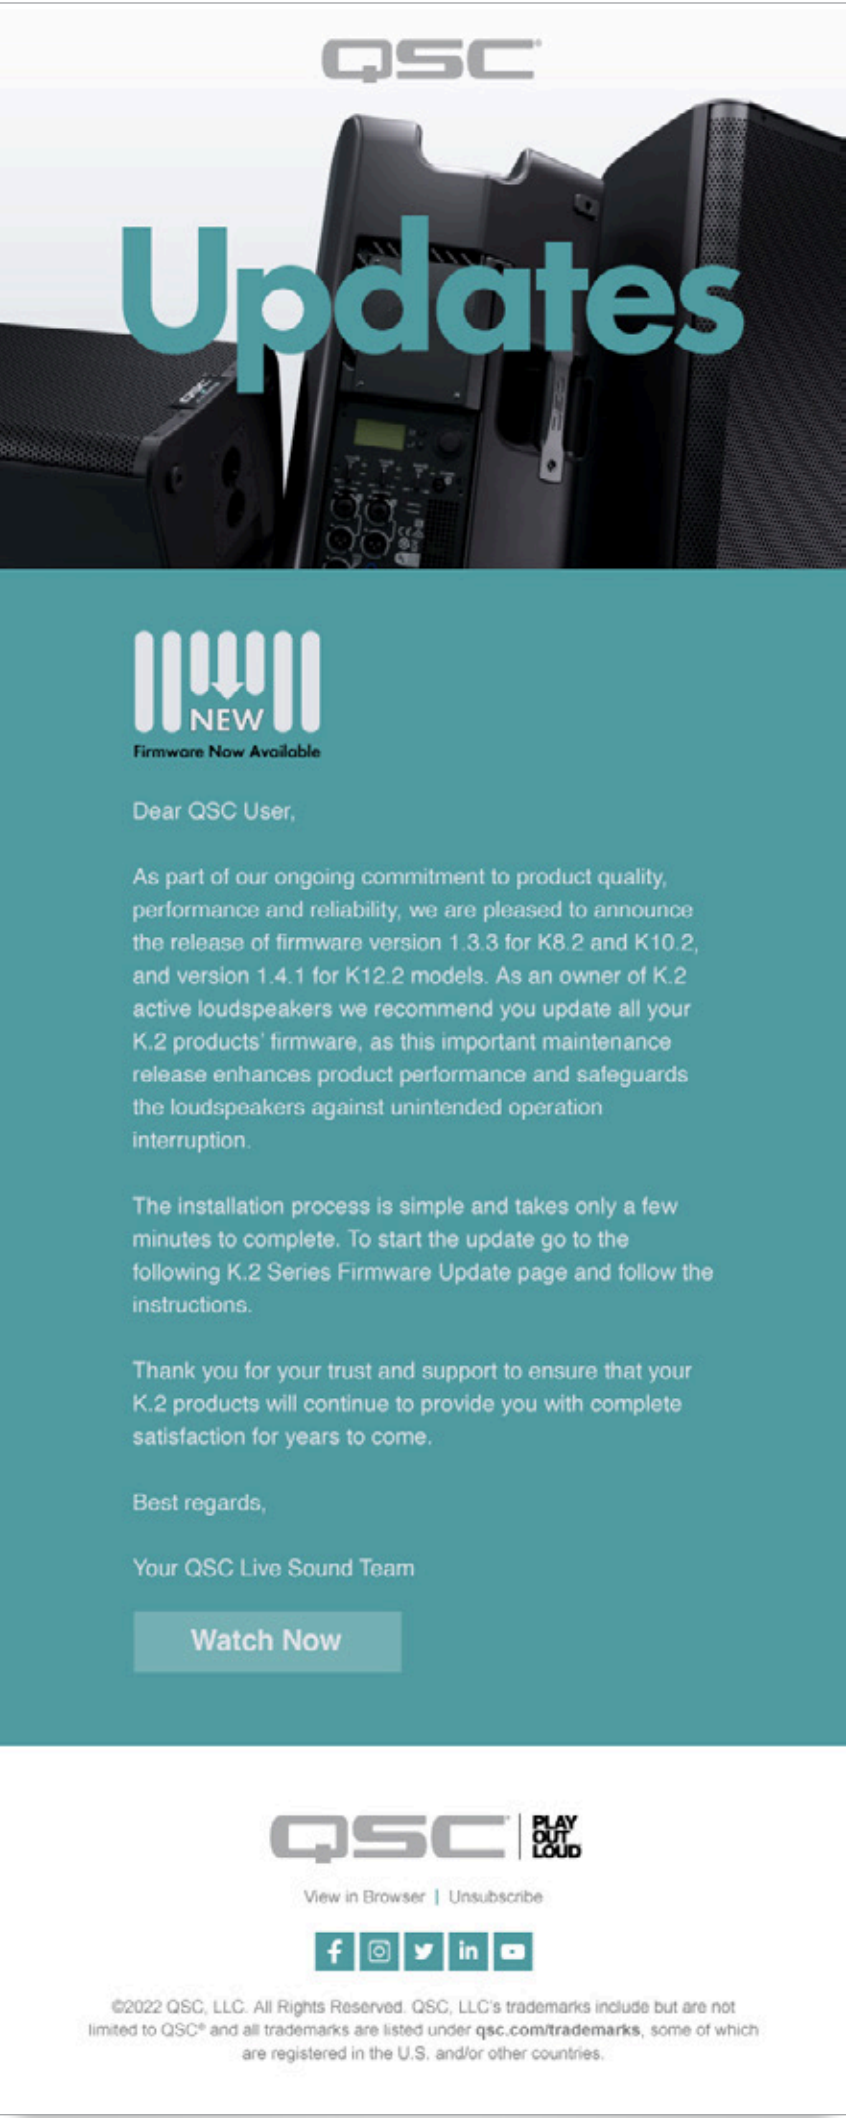 QSC
Updates
QSC
NEW
Firmware Now Available
Dear QSC User,
As part of our ongoing commitment to product quality,
performance and reliability, we are pleased to announce
the release of firmware version 1.3.3 for K8.2 and K10.2,
and version 1.4.1 for K12.2 models. As an owner of K.2
active loudspeakers we recommend you update all your
K.2 products’ firmware, as this important maintenance
release enhances product performance and safeguards
the loudspeakers against unintended operation
interruption.
The installation process is simple and takes only a few
minutes to complete. To start the update go to the
following K.2 Series Firmware Update page and follow the
instructions.
Thank you for your trust and support to ensure that your
K.2 products will continue to provide you with complete
satisfaction for years to come.
Best regards,
Your QSC Live Sound Team
Watch Now
QSC PLAY
OUT
LOUD
View in Browser | Unsubscribe
©2022 QSC, LLC. All Rights Reserved. QSC, LLC's trademarks include but are not
limited to QSC® and all trademarks are listed under qsc.com/trademarks, some of which
are registered in the U.S. and/or other countries.